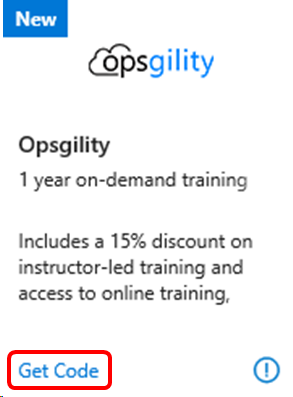 New
opsgility
Opsgility
1 year on-demand training
Includes a 15% discount on
instructor-led training and
access to online training,
Get Code